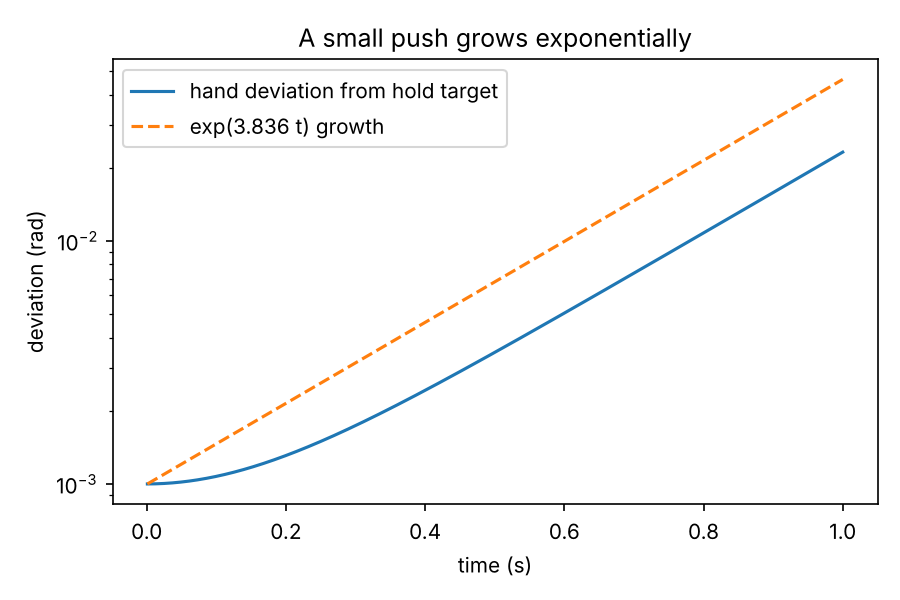 A small push grows exponentially
hand deviation from hold target
exp(3.836 t) growth
deviation (rad)
10⁻²
10⁻³
0.0 0.2 0.4 0.6 0.8 1.0
time (s)